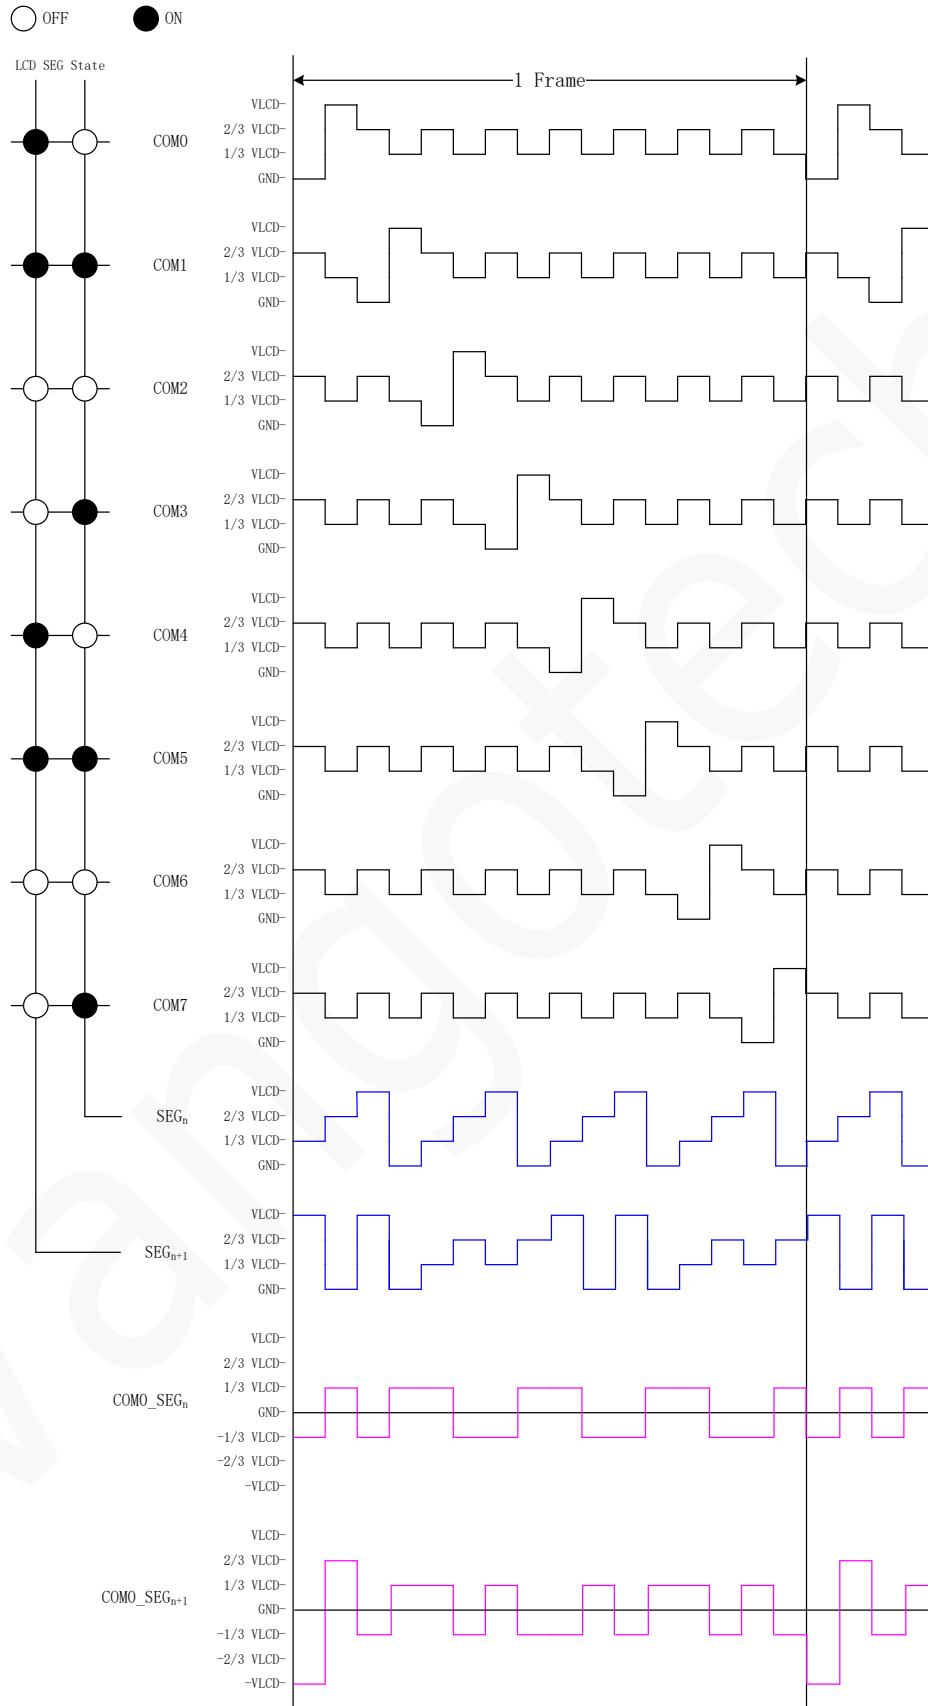 OFF
ON
LCD SEG State
1 Frame
VLCD-
2/3 VLCD-
COM0
1/3 VLCD-
GND-
VLCD-
2/3 VLCD-
COM1
1/3 VLCD-
GND-
VLCD-
2/3 VLCD-
COM2
1/3 VLCD-
GND-
VLCD-
2/3 VLCD-
COM3
1/3 VLCD-
GND-
VLCD-
2/3 VLCD-
COM4
1/3 VLCD-
GND-
VLCD-
2/3 VLCD-
COM5
1/3 VLCD-
GND-
VLCD-
2/3 VLCD-
COM6
1/3 VLCD-
GND-
VLCD-
2/3 VLCD-
COM7
1/3 VLCD-
GND-
VLCD-
2/3 VLCD-
SEGn
1/3 VLCD-
GND-
VLCD-
2/3 VLCD-
SEGn+1
1/3 VLCD-
GND-
VLCD-
2/3 VLCD-
1/3 VLCD-
COMO_SEGn
GND-
-1/3 VLCD-
-2/3 VLCD-
-VLCD-
VLCD-
2/3 VLCD-
1/3 VLCD-
COMO_SEGn+1
GND-
-1/3 VLCD-
-2/3 VLCD-
-VLCD-
vangotech